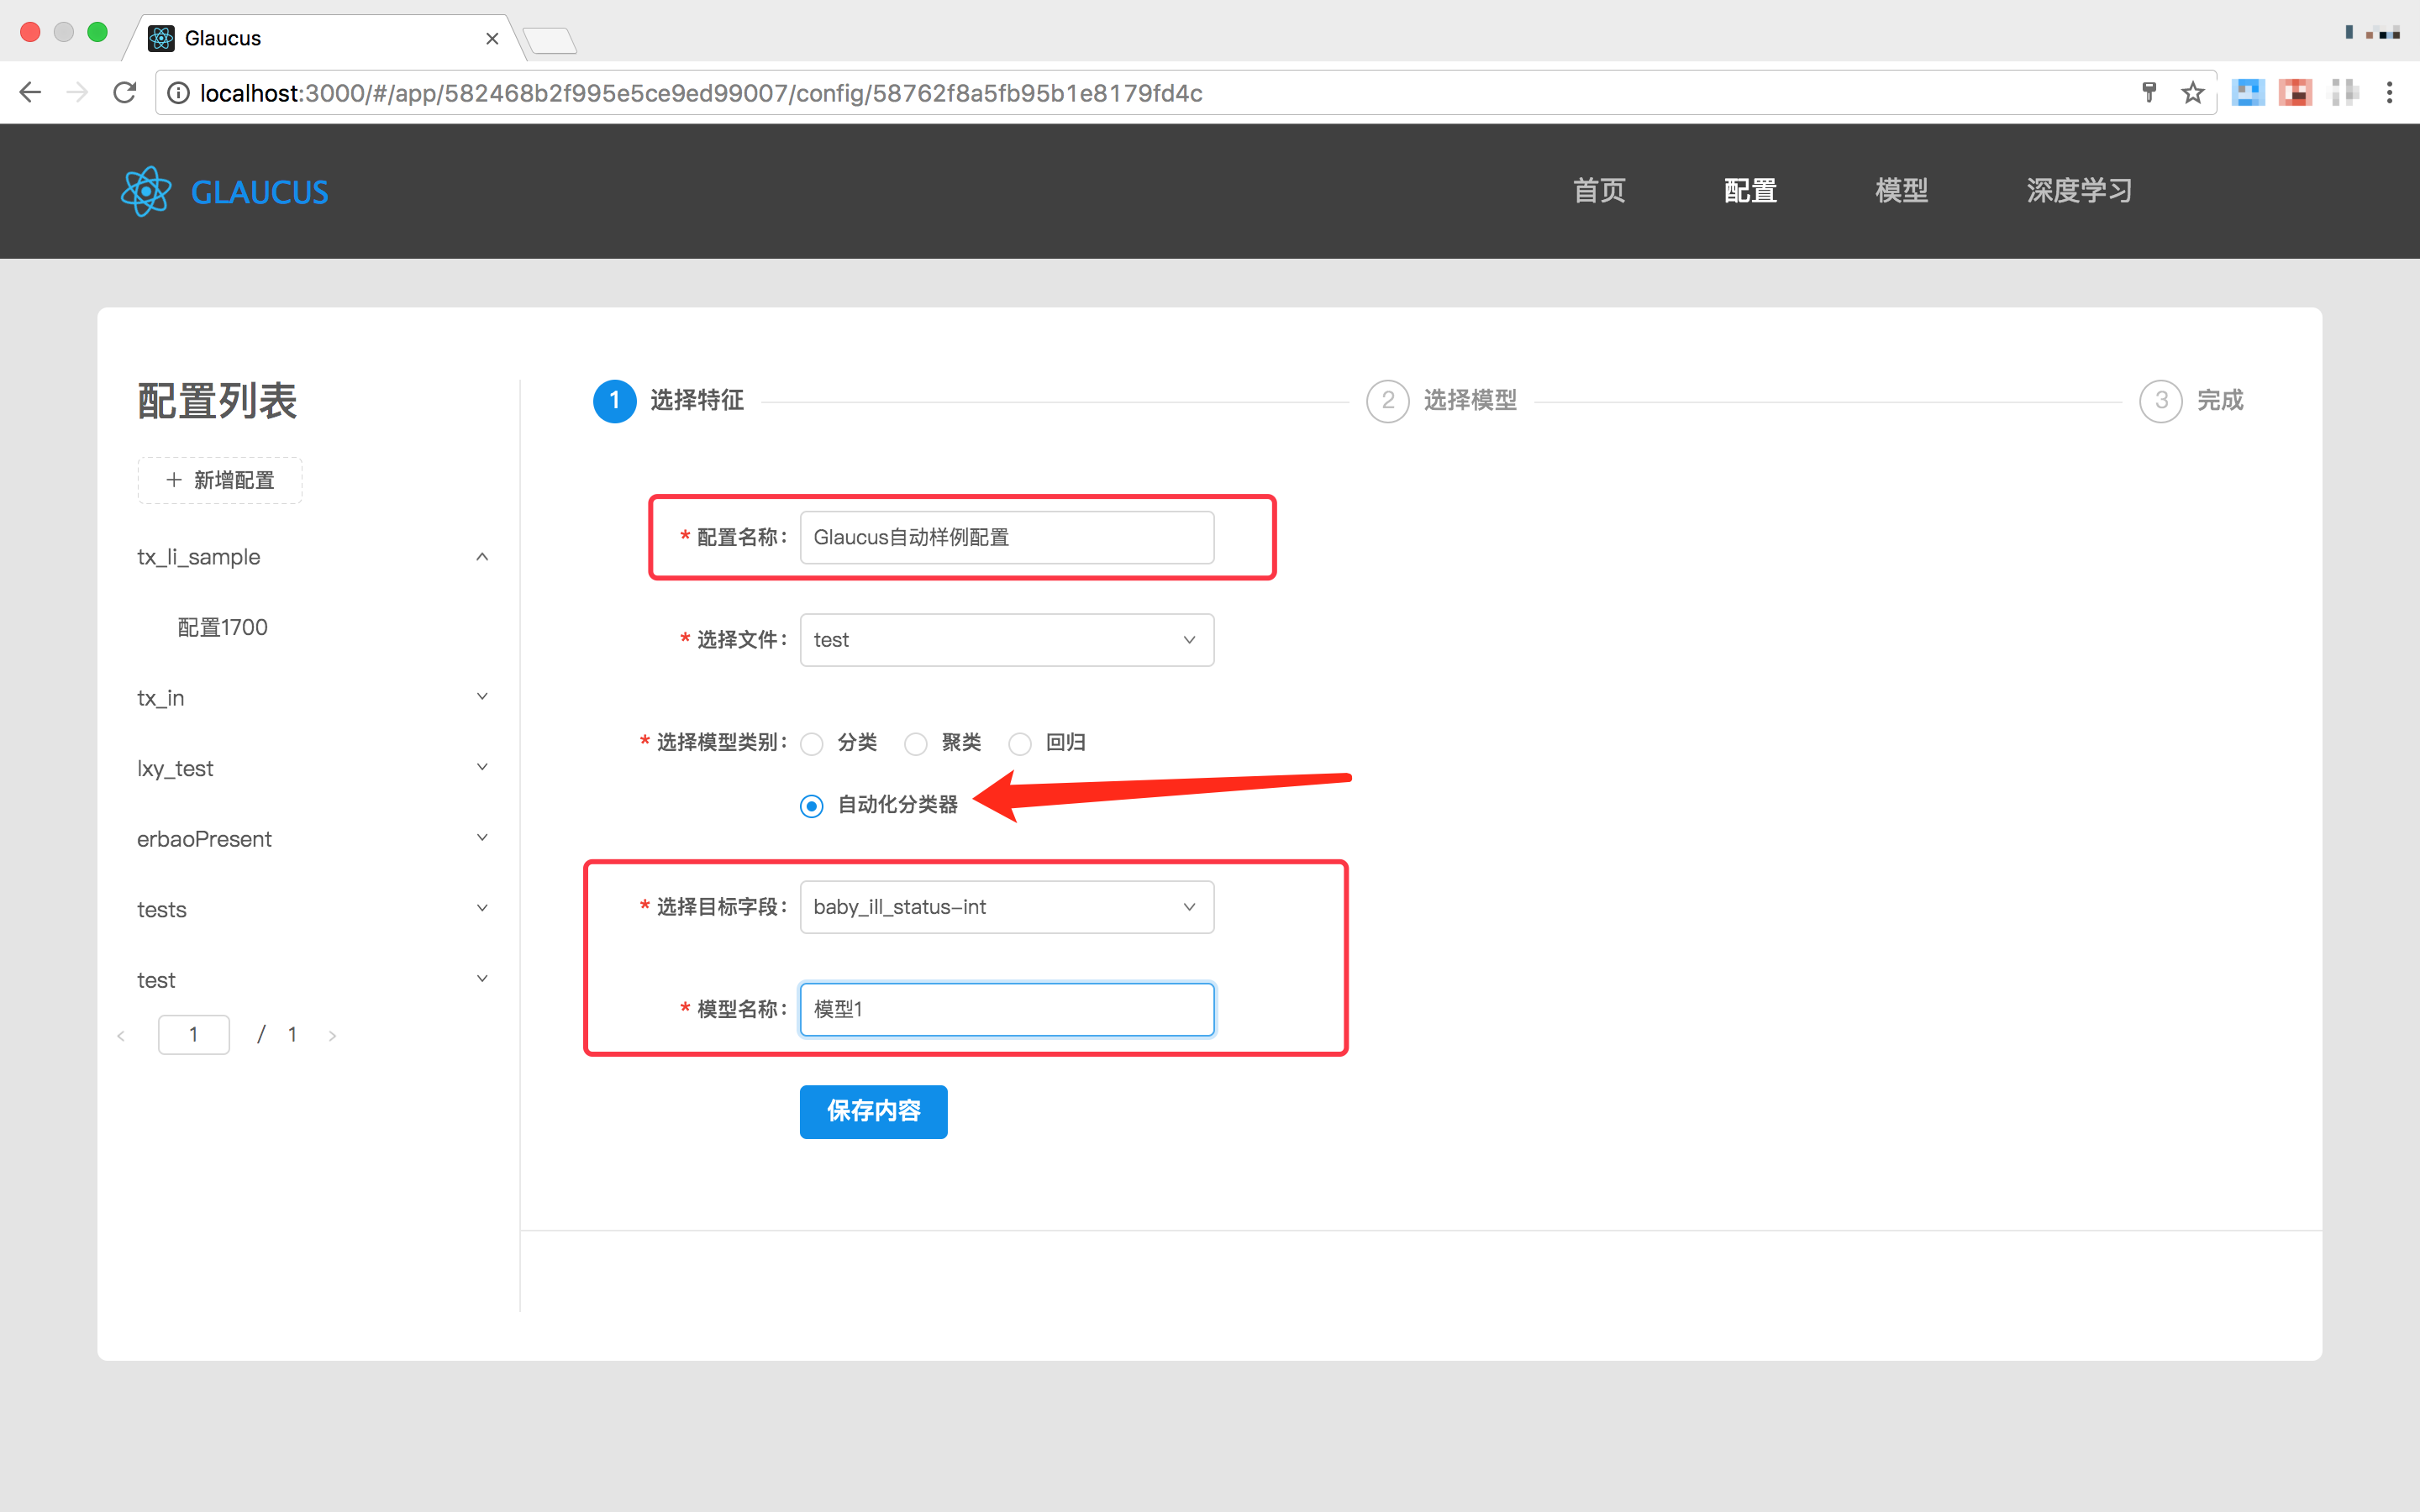 Glaucus
localhost:3000/#/app/582468b2f995e5ce9ed99007/config/58762f8a5fb95b1e8179fd4c
GLAUCUS
首页 配置 模型 深度学习
配置列表
+ 新增配置
tx_li_sample
配置1700
tx_in
lxy_test
erbaoPresent
tests
test
1 / 1
1 选择特征
2 选择模型
3 完成
* 配置名称: Glaucus自动样例配置
* 选择文件: test
* 选择模型类别: 分类 聚类 回归
自动化分类器
* 选择目标字段: baby_ill_status-int
* 模型名称: 模型1
保存内容